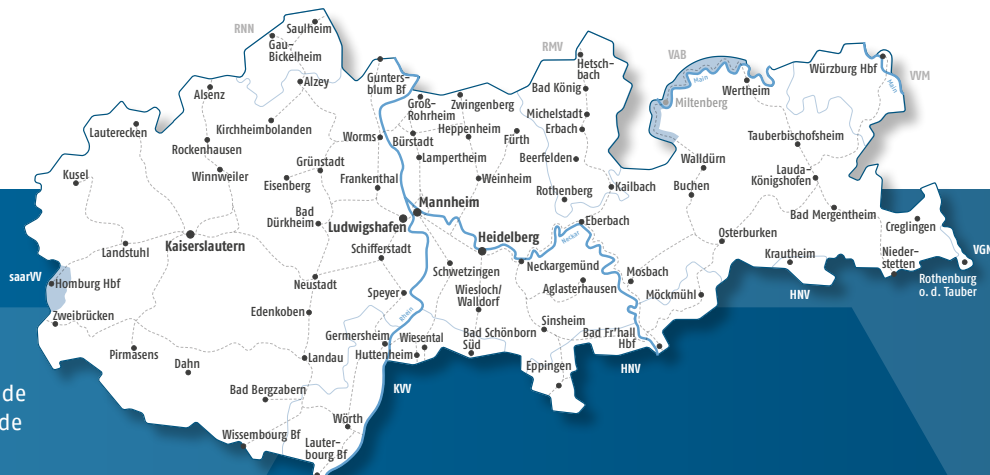 RNN
Saulheim
Gau-
Bickelheim
RMV
Hetsch-
bach
VAB
Würzburg Hbf
VVM
Alzey
Gunters-
blum Bf
Bad König
Main
Wertheim
Main
Alsenz
Groß-
Rohrheim
Zwingenberg
Michelstadt
Miltenberg
Lauterecken
Kirchheimbolanden
Worms
Bürstadt
Heppenheim
Fürth
Erbach
Tauberbischofsheim
Rockenhausen
Grünstadt
Lampertheim
Beerfelden
Walldürn
Kusel
Winnweiler
Eisenberg
Frankenthal
Weinheim
Rothenberg
Kailbach
Buchen
Lauda-
Königshofen
Mannheim
Bad
Dürkheim
Ludwigshafen
Eberbach
Bad Mergentheim
Creglingen
Kaiserslautern
Schifferstadt
Heidelberg
Neckar
Osterburken
Landstuhl
Krautheim
Nieder-
stetten
VGN
saarVV
Homburg Hbf
Neustadt
Schwetzingen
Neckargemünd
Mosbach
Rothenburg
o. d. Tauber
Speyer
Wiesloch/
Walldorf
Aglasterhausen
Möckmühl
HNV
Zweibrücken
Edenkoben
Rhein
Sinsheim
Germersheim
Wiesental
Bad Schönborn
Süd
Bad Fr'hall
Hbf
Pirmasens
Dahn
Landau
Huttenheim
Eppingen
HNV
KVV
de
Bad Bergzabern
de
Wörth
Wissembourg Bf
Lauter-
bourg Bf